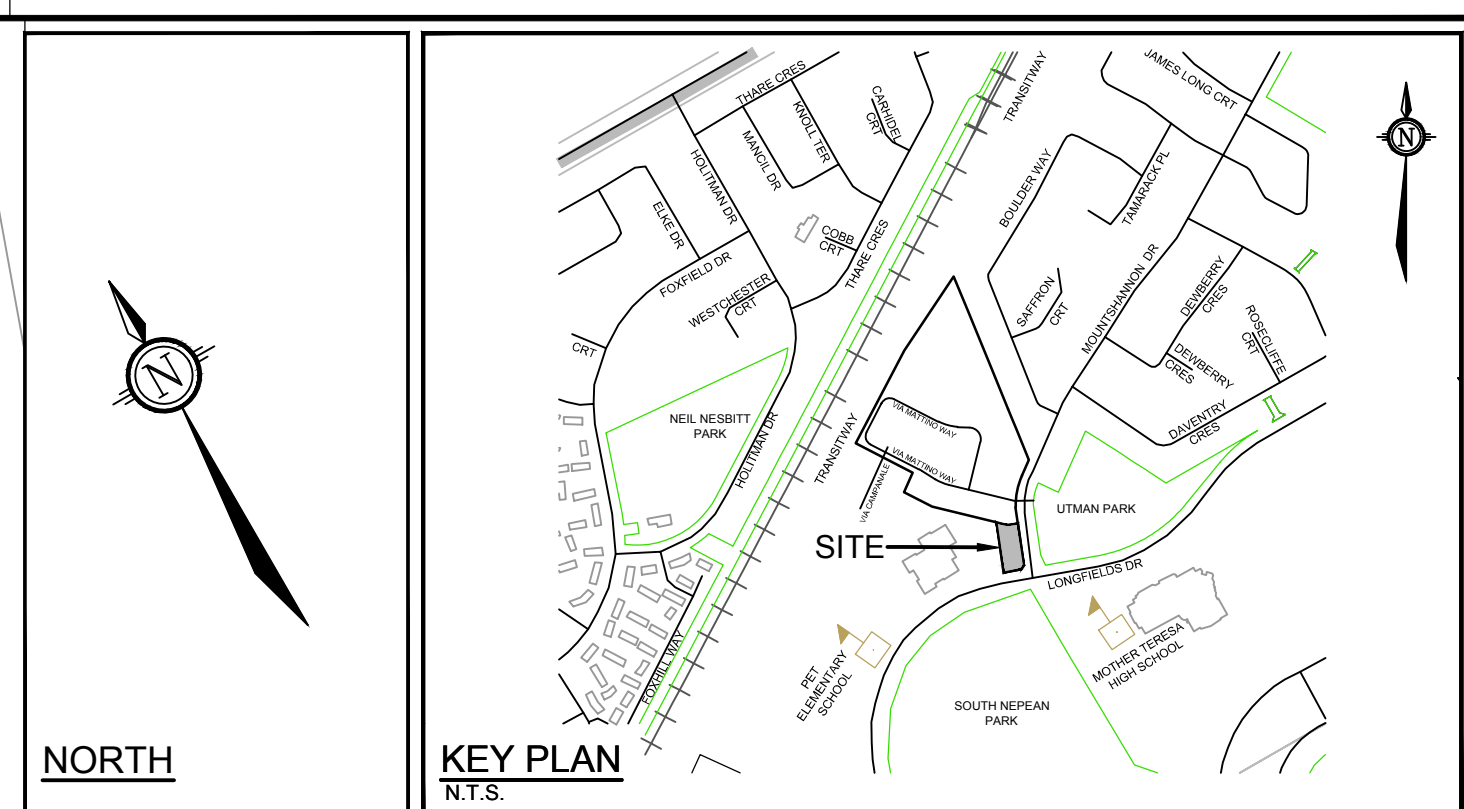 N
NORTH
THARE CRES
TRANSITWAY
JAMES LONG CRT
CARHIDEL
CRT
KNOLL TER
MANCIL DR
HOLITMAN DR
N
BOULDER WAY
TAMARACK PL
ELKE DR
COBB
CRT
THARE CRES
FOXFIELD DR
WESTCHESTER
CRT
MOUNTSHANNON DR
DEWBERRY
CRES
SAFFRON
CRT
ROSECLIFFE
CRT
CRT
DEWBERRY
CRES
NEIL NESBITT
PARK
HOLITMAN DR
TRANSITWAY
VIA MATTINO WAY
VIA MATTINO WAY
VIA CAMPANALE
DAVENTRY
CRES
UTMAN PARK
SITE
LONGFIELDS DR
MOTHER TERESA
HIGH SCHOOL
PET
ELEMENTARY
SCHOOL
FOXHILL WAY
SOUTH NEPEAN
PARK
KEY PLAN
N.T.S.